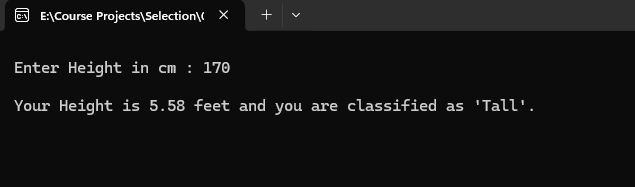 E:\Course Projects\Selection\
Enter Height in cm : 170
Your Height is 5.58 feet and you are classified as 'Tall'.